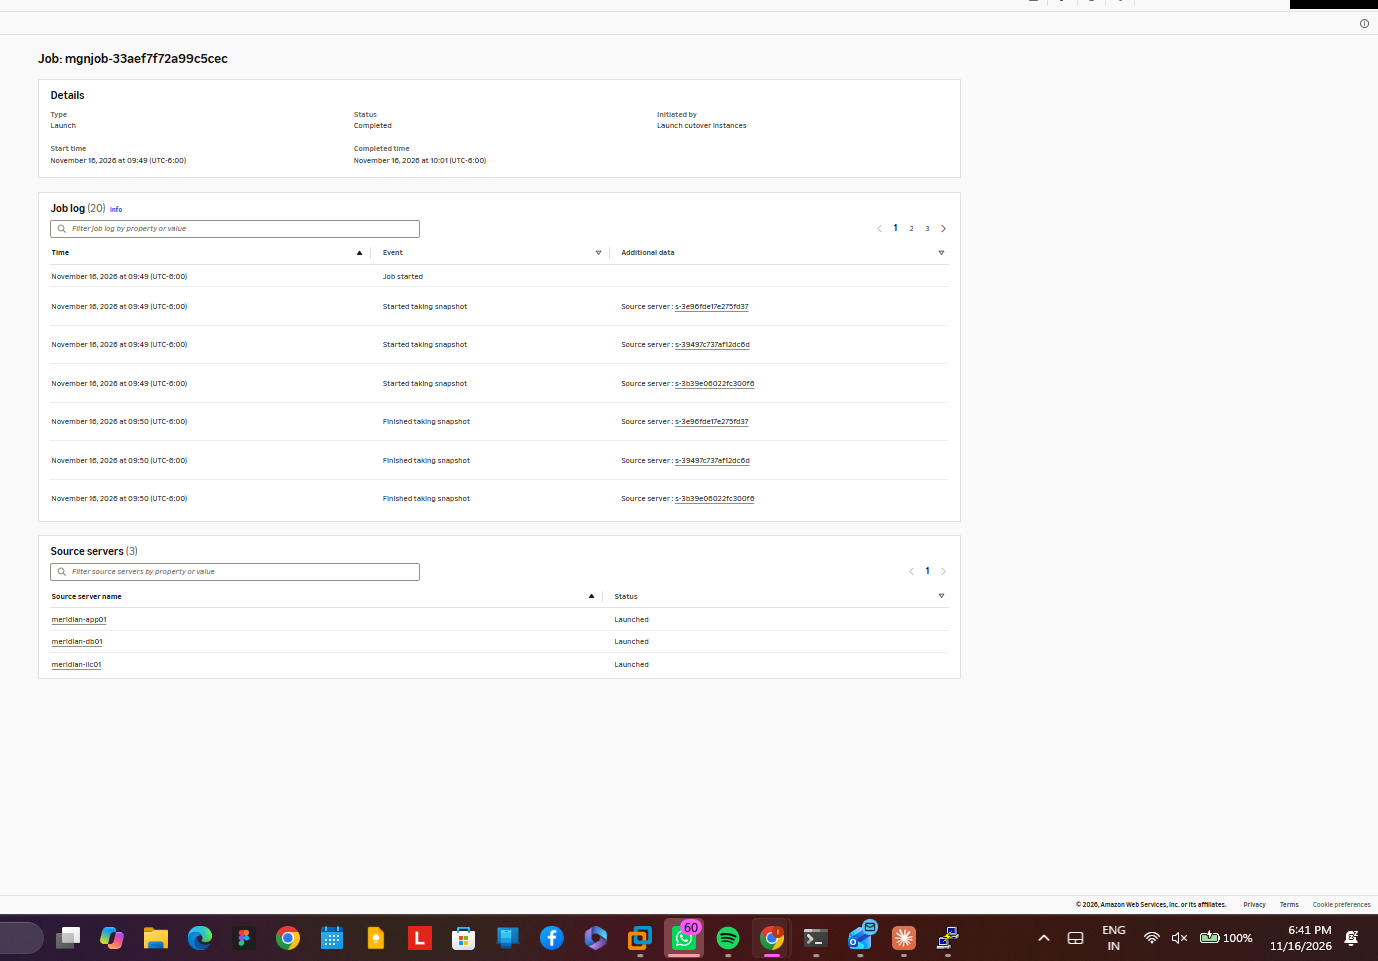 Job: mgnjob-33aef7f72a99c5cec
Details
Type
Launch
Status
Completed
Initiated by
Launch cutover instances
Start time
November 16, 2026 at 09:49 (UTC-6:00)
Completed time
November 16, 2026 at 10:01 (UTC-6:00)
Job log (20) Info
Filter job log by property or value
1 2 3
Time Event Additional data
November 16, 2026 at 09:49 (UTC-6:00) Job started
November 16, 2026 at 09:49 (UTC-6:00) Started taking snapshot Source server : s-3e96fde17e275fd37
November 16, 2026 at 09:49 (UTC-6:00) Started taking snapshot Source server : s-39497c737af12dc6d
November 16, 2026 at 09:49 (UTC-6:00) Started taking snapshot Source server : s-3b39e06022fc300f6
November 16, 2026 at 09:50 (UTC-6:00) Finished taking snapshot Source server : s-3e96fde17e275fd37
November 16, 2026 at 09:50 (UTC-6:00) Finished taking snapshot Source server : s-39497c737af12dc6d
November 16, 2026 at 09:50 (UTC-6:00) Finished taking snapshot Source server : s-3b39e06022fc300f6
Source servers (3)
Filter source servers by property or value
1
Source server name Status
meridian-app01 Launched
meridian-db01 Launched
meridian-iic01 Launched
© 2026, Amazon Web Services, Inc. or its affiliates. Privacy Terms Cookie preferences
L
60
ENG
IN
100%
6:41 PM
11/16/2026